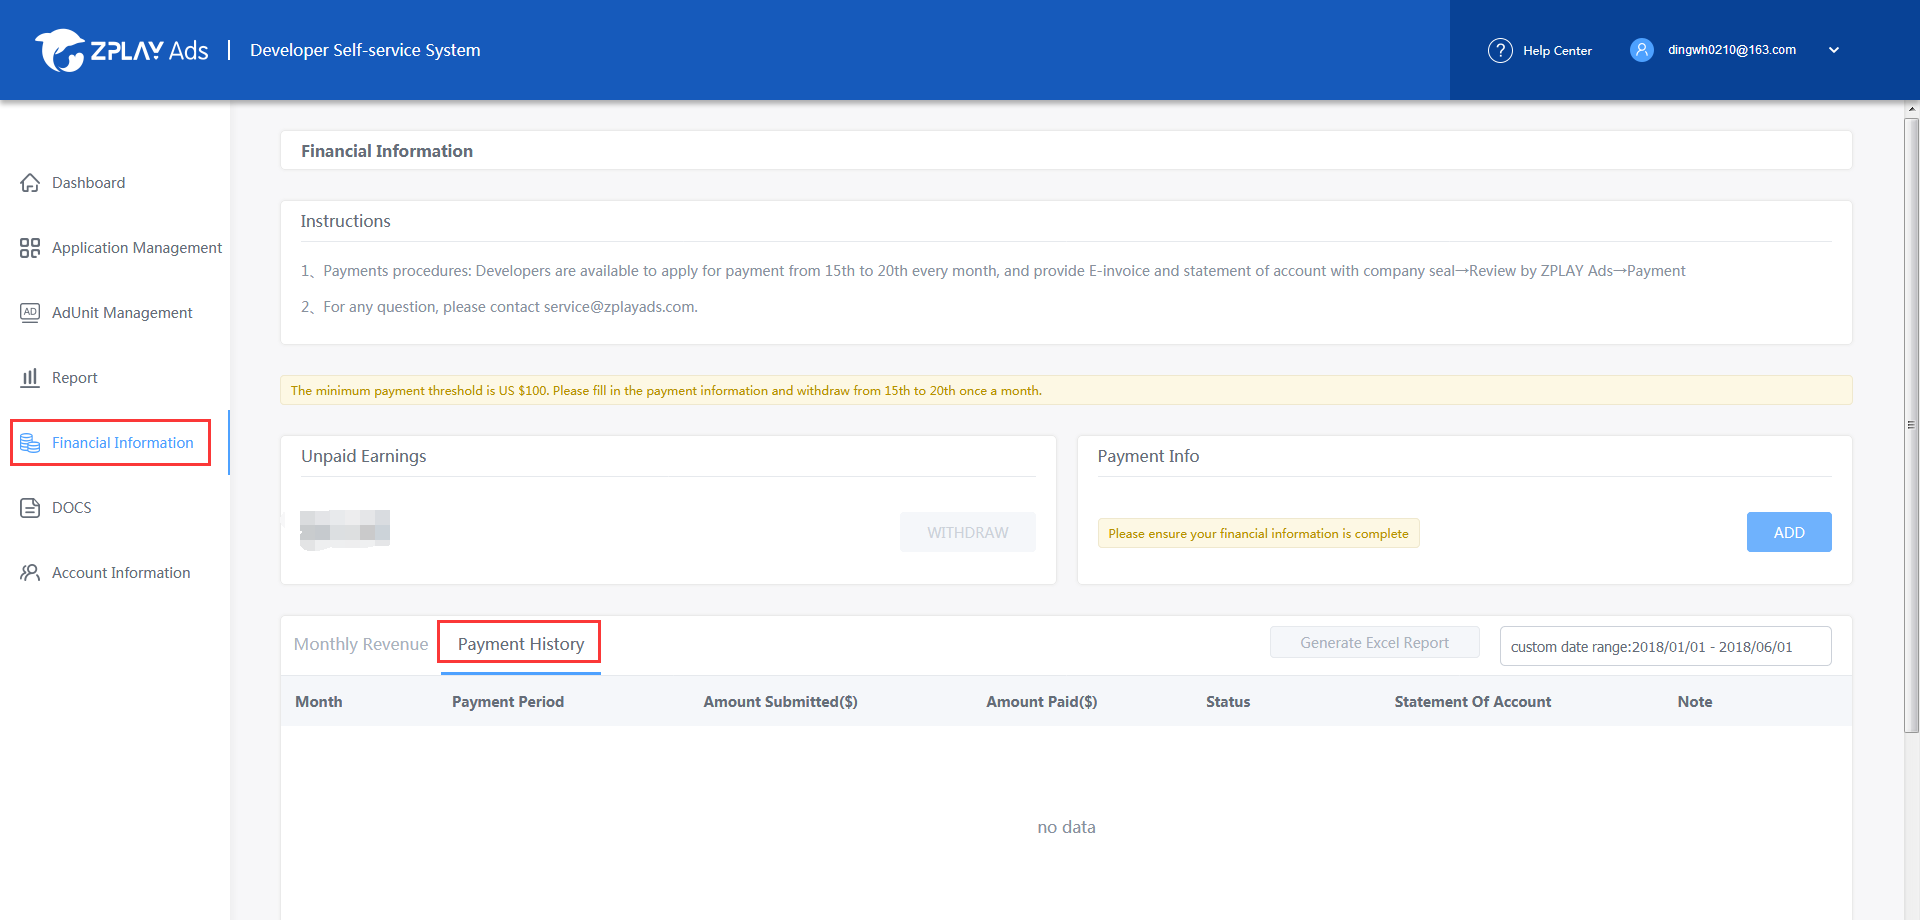 ZPLAY Ads | Developer Self-service System
? Help Center
dingwh0210@163.com
Dashboard
Application Management
AD AdUnit Management
Report
Financial Information
DOCS
Account Information
Financial Information
Instructions
1、Payments procedures: Developers are available to apply for payment from 15th to 20th every month, and provide E-invoice and statement of account with company seal→Review by ZPLAY Ads→Payment
2、For any question, please contact service@zplayads.com.
The minimum payment threshold is US $100. Please fill in the payment information and withdraw from 15th to 20th once a month.
Unpaid Earnings
WITHDRAW
Payment Info
Please ensure your financial information is complete
ADD
Monthly Revenue
Payment History
Generate Excel Report
custom date range:2018/01/01 - 2018/06/01
Month Payment Period Amount Submitted($) Amount Paid($) Status Statement Of Account Note
no data